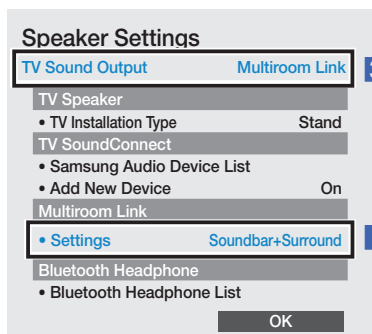 Speaker Settings
TV Sound Output Multiroom Link
TV Speaker
• TV Installation Type Stand
TV SoundConnect
• Samsung Audio Device List
• Add New Device On
Multiroom Link
• Settings Soundbar+Surround
Bluetooth Headphone
• Bluetooth Headphone List
OK